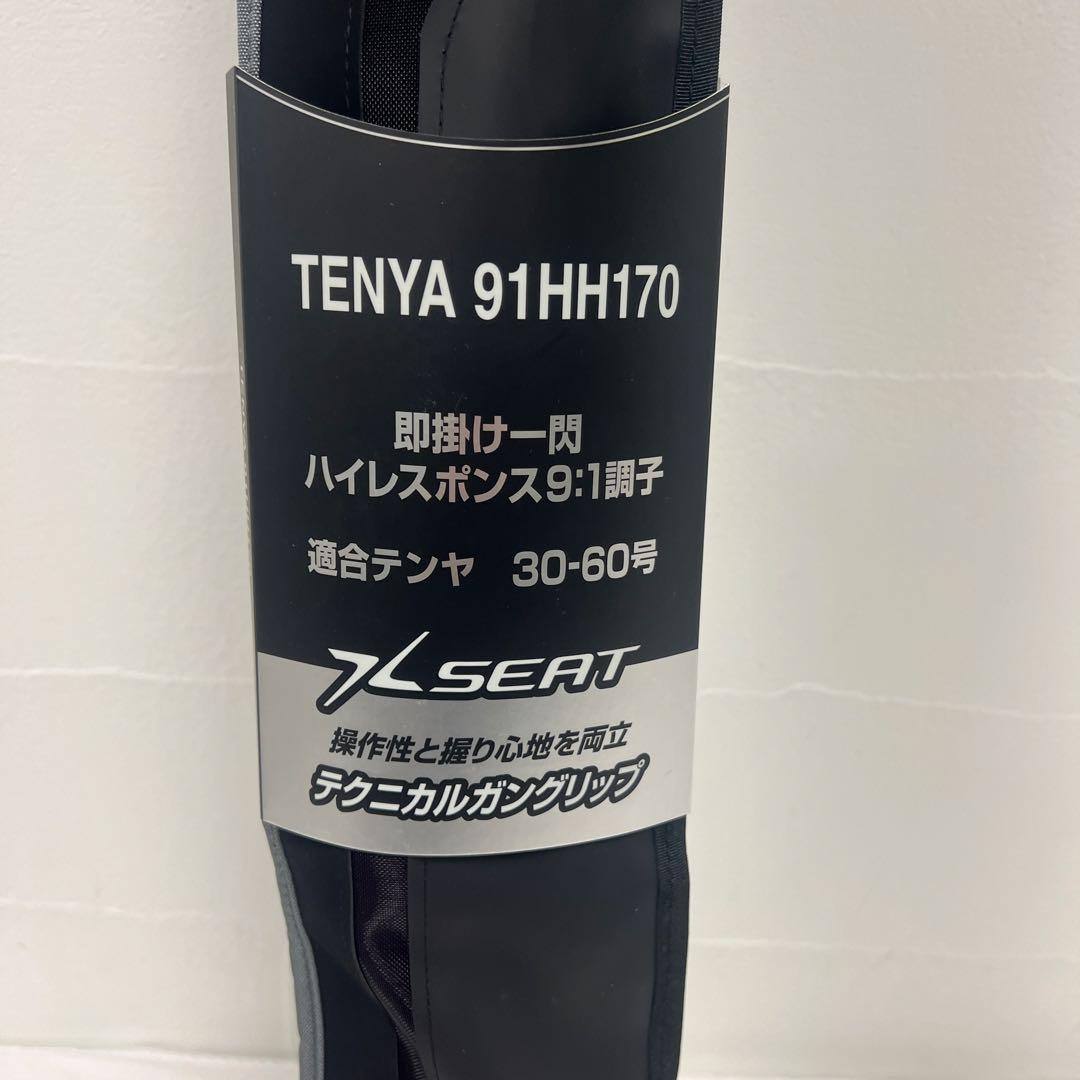 TENYA 91HH170
即掛け一閃
ハイレスポンス9:1調子
適合テンヤ 30-60号
X SEAT
操作性と握り心地を両立
テクニカルガングリップ